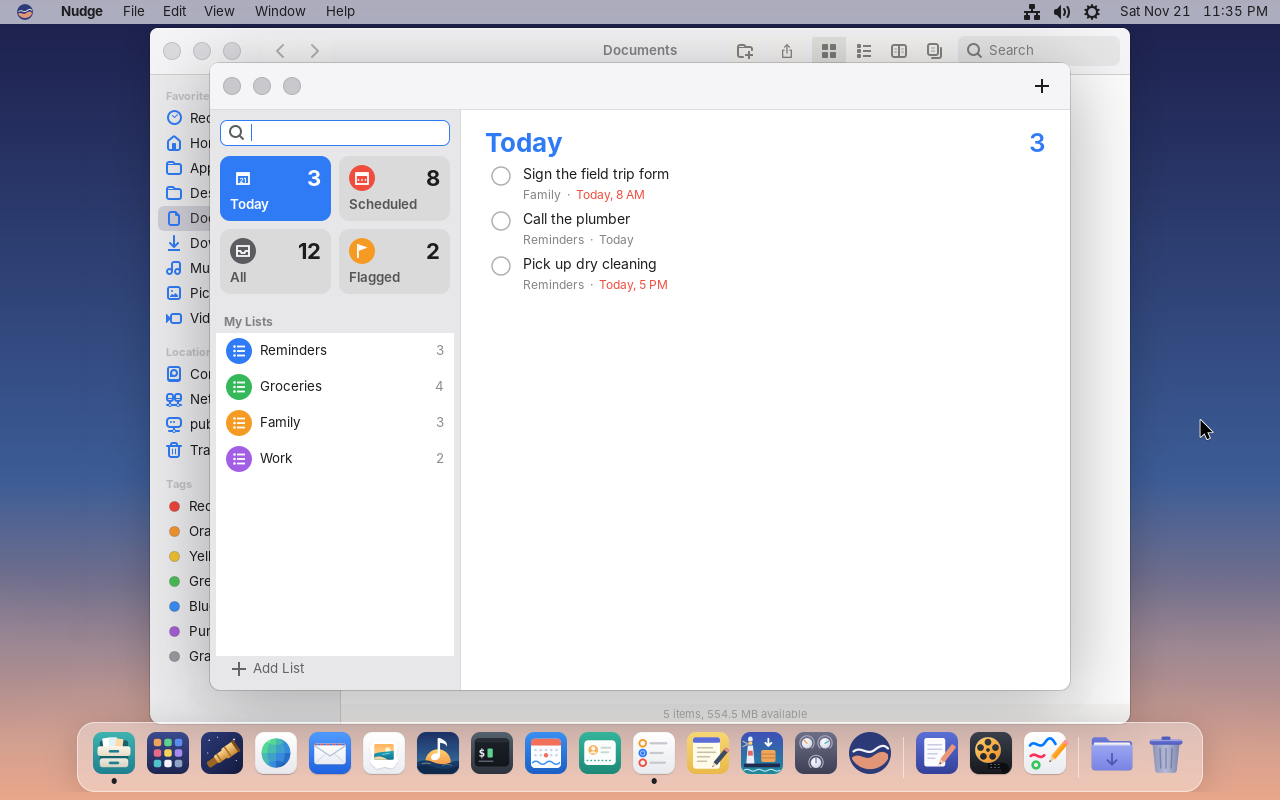 Nudge File Edit View Window Help Sat Nov 21 11:35 PM
Documents
Search
Favorite
Rec
Hon
App
Des
Doc
Dov
Mu
Pic
Vid
Location
Cor
Net
pub
Tra
Tags
Red
Ora
Yell
Gre
Blu
Pur
Gra
3
Today
8
Scheduled
12
All
2
Flagged
My Lists
Reminders 3
Groceries 4
Family 3
Work 2
Add List
Today 3
Sign the field trip form
Family · Today, 8 AM
Call the plumber
Reminders · Today
Pick up dry cleaning
Reminders · Today, 5 PM
5 items, 554.5 MB available